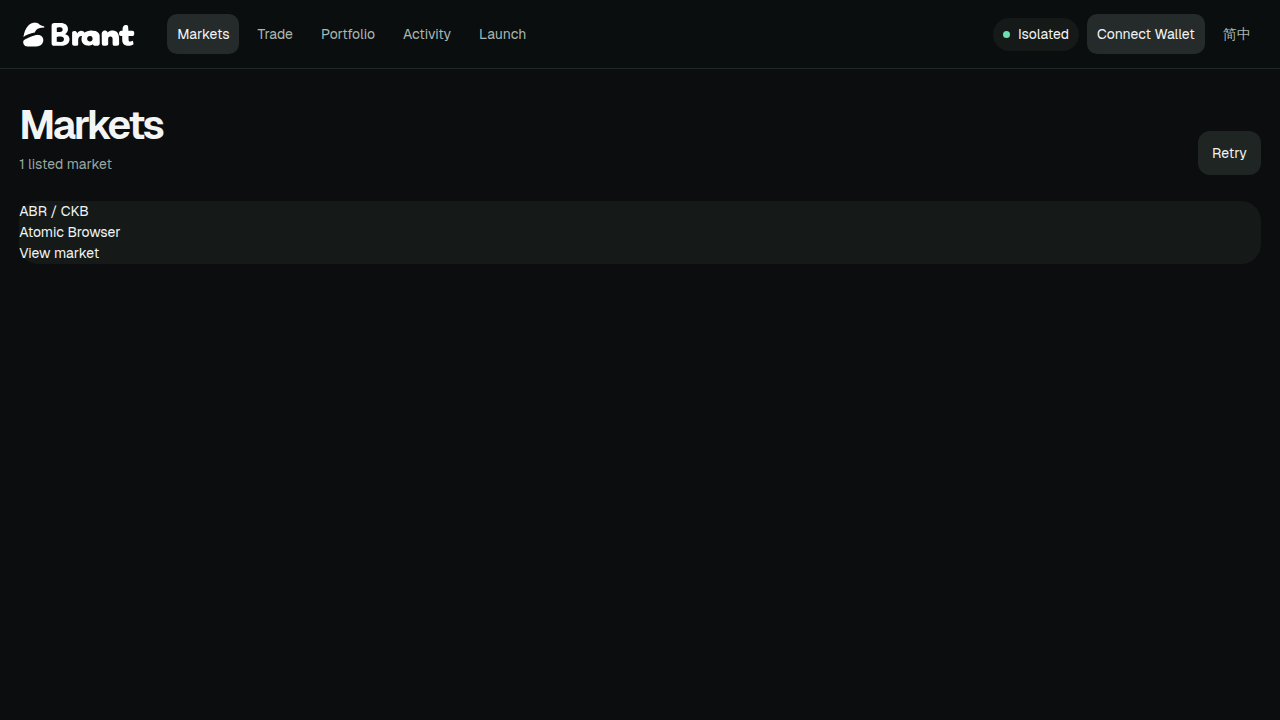 Brant
Markets
Trade
Portfolio
Activity
Launch
Isolated
Connect Wallet
简中
Markets
1 listed market
Retry
ABR / CKB
Atomic Browser
View market